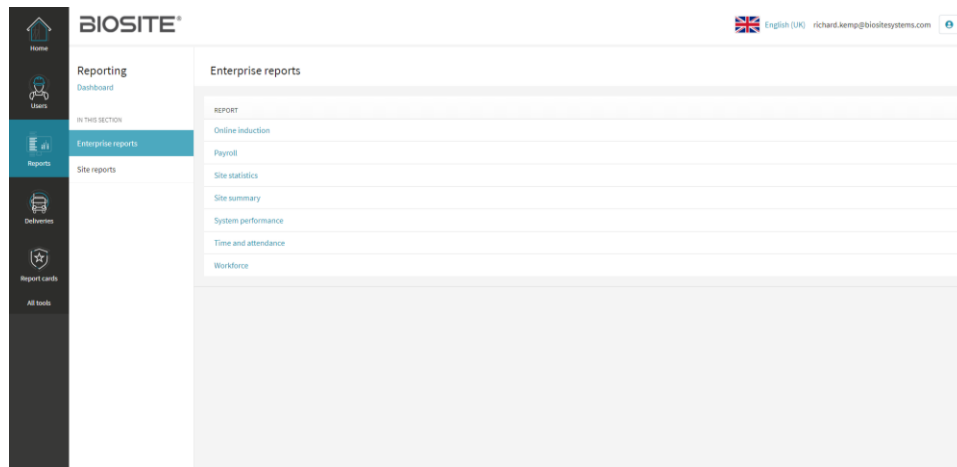 Home
Users
Reports
Deliveries
Report cards
All tools
BIOSITE®
English (UK) richard.kemp@biositesystems.com
Reporting
Dashboard
IN THIS SECTION
Enterprise reports
Site reports
Enterprise reports
REPORT
Online induction
Payroll
Site statistics
Site summary
System performance
Time and attendance
Workforce